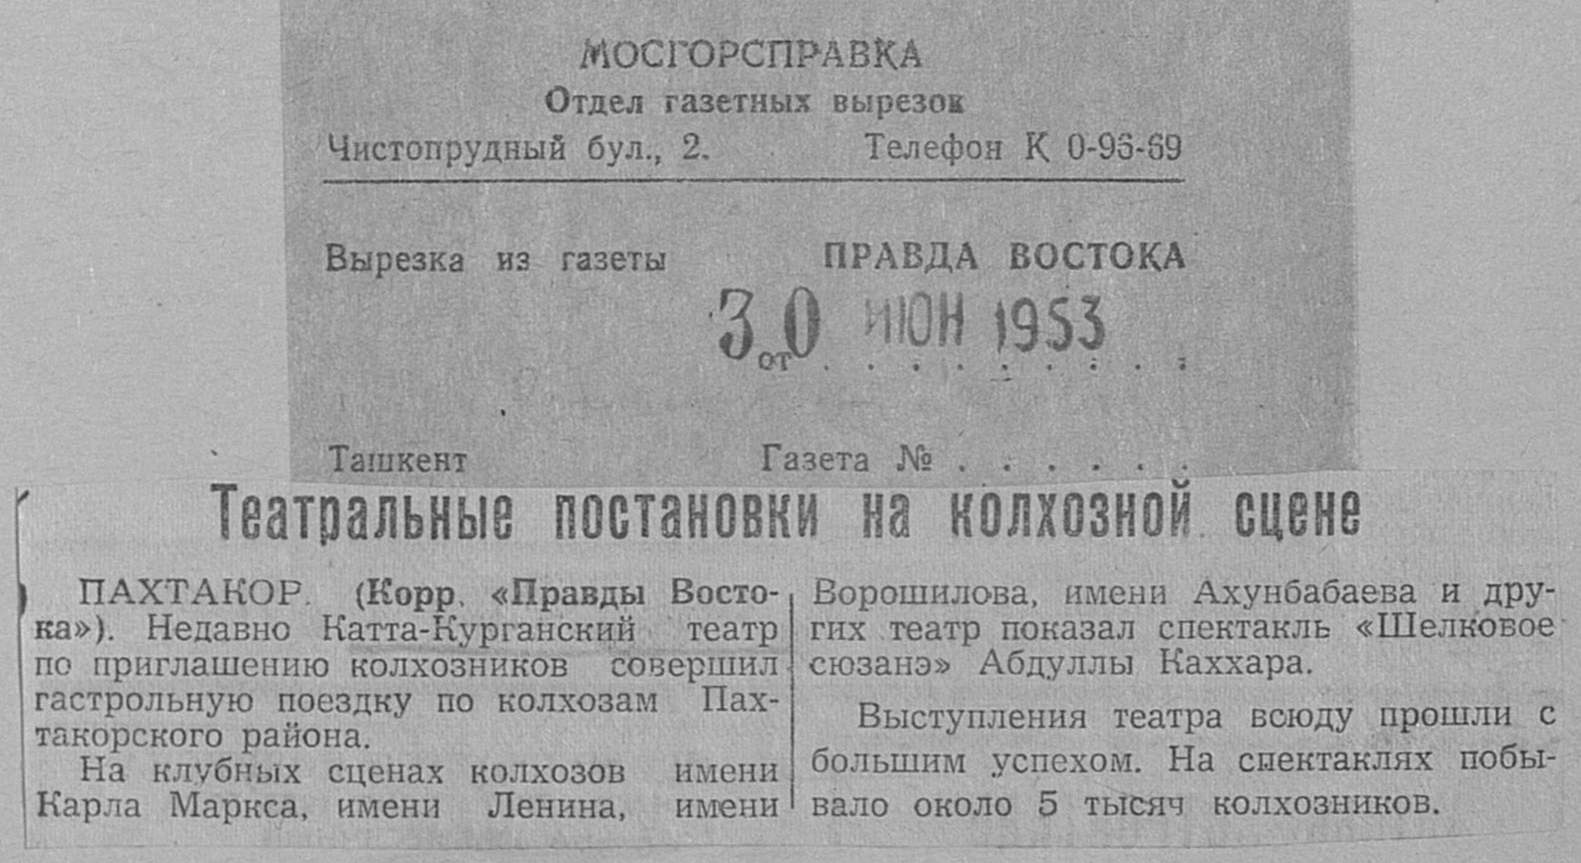 МОСГОРСПРАВКА
Отдел газетных вырезок
Чистопрудный бул., 2. Телефон К 0-96-69
Вырезка из газеты ПРАВДА ВОСТОКА
30 ИЮН 1953
от . . . . . . . . .
Ташкент Газета № . . . . . .
Театральные постановки на колхозной сцене
ПАХТАКОР. (Корр. «Правды Восто-
ка»). Недавно Катта-Курганский театр
по приглашению колхозников совершил
гастрольную поездку по колхозам Пах-
такорского района.
На клубных сценах колхозов имени
Карла Маркса, имени Ленина, имени
Ворошилова, имени Ахунбабаева и дру-
гих театр показал спектакль «Шелковое
сюзанэ» Абдуллы Каххара.
Выступления театра всюду прошли с
большим успехом. На спектаклях побы-
вало около 5 тысяч колхозников.